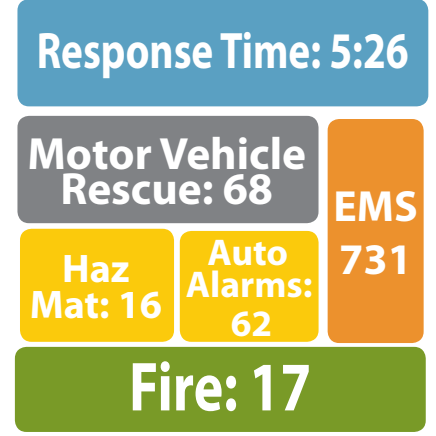 Response Time: 5:26
Motor Vehicle
Rescue: 68
EMS
731
Haz
Mat: 16
Auto
Alarms:
62
Fire: 17